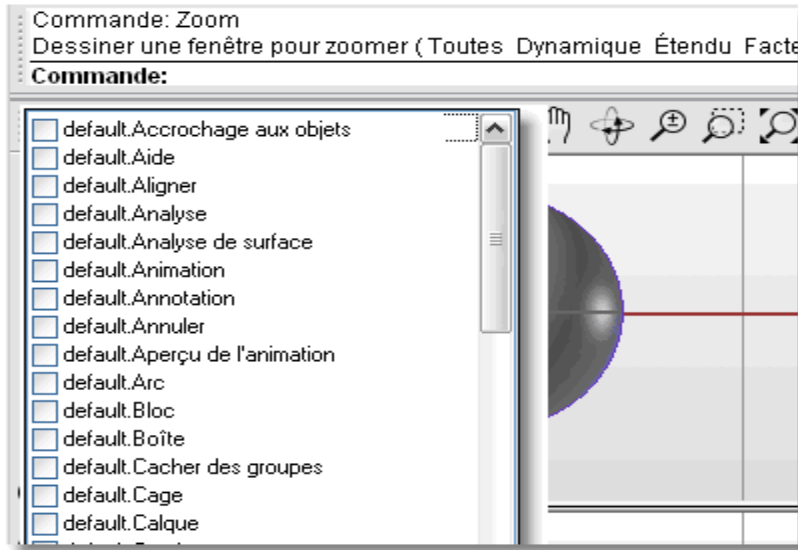 Commande: Zoom
Dessiner une fenêtre pour zoomer ( Toutes Dynamique Étendu
Commande:
default.Accrochage aux objets
default.Aide
default.Aligner
default.Analyse
default.Analyse de surface
default.Animation
default.Annotation
default.Annuler
default.Aperçu de l'animation
default.Arc
default.Bloc
default.Boîte
default.Cacher des groupes
default.Cage
default.Calque